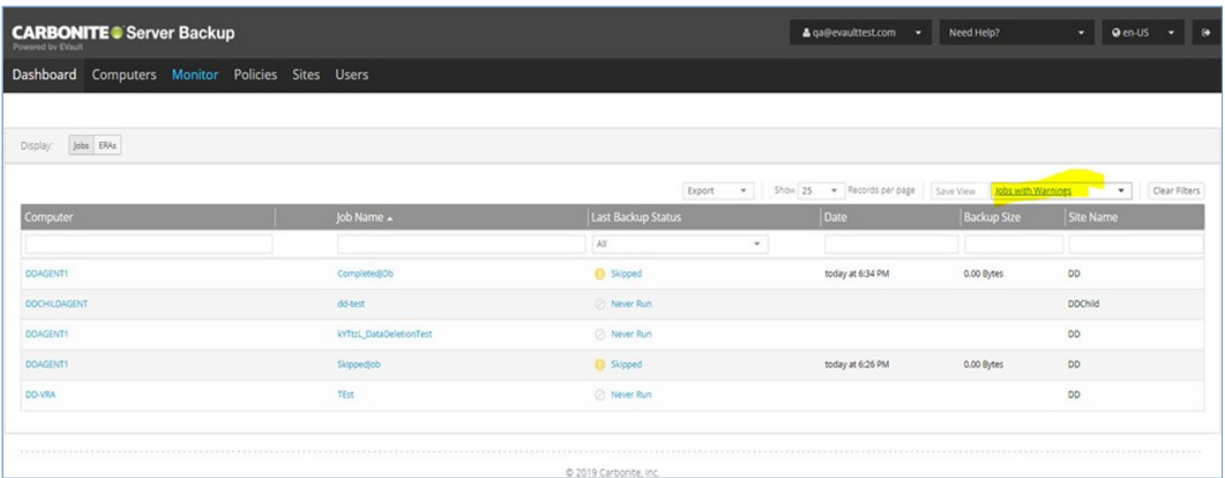 CARBONITE Server Backup
Powered by EVault
qa@evaulttest.com Need Help? en-US
Dashboard Computers Monitor Policies Sites Users
Display: Jobs ERAs
Export Show 25 Records per page Save View Jobs with Warnings Clear Filters
Computer Job Name Last Backup Status Date Backup Size Site Name
All
DDAGENT1 CompletedJOb Skipped today at 6:34 PM 0.00 Bytes DD
DDCHILDAGENT dd-test Never Run DDChild
DDAGENT1 kYTtzL_DataDeletionTest Never Run DD
DDAGENT1 SkippedJob Skipped today at 6:26 PM 0.00 Bytes DD
DD-VRA TEst Never Run DD
© 2019 Carbonite, Inc.